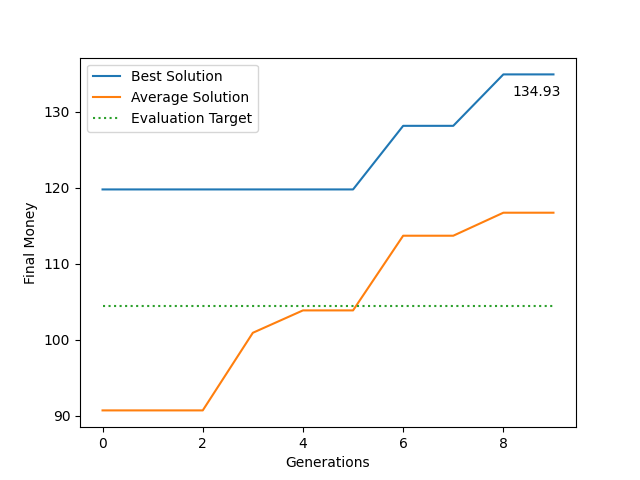 Best Solution
Average Solution
Evaluation Target
134.93
130
120
110
100
90
Final Money
0 2 4 6 8
Generations